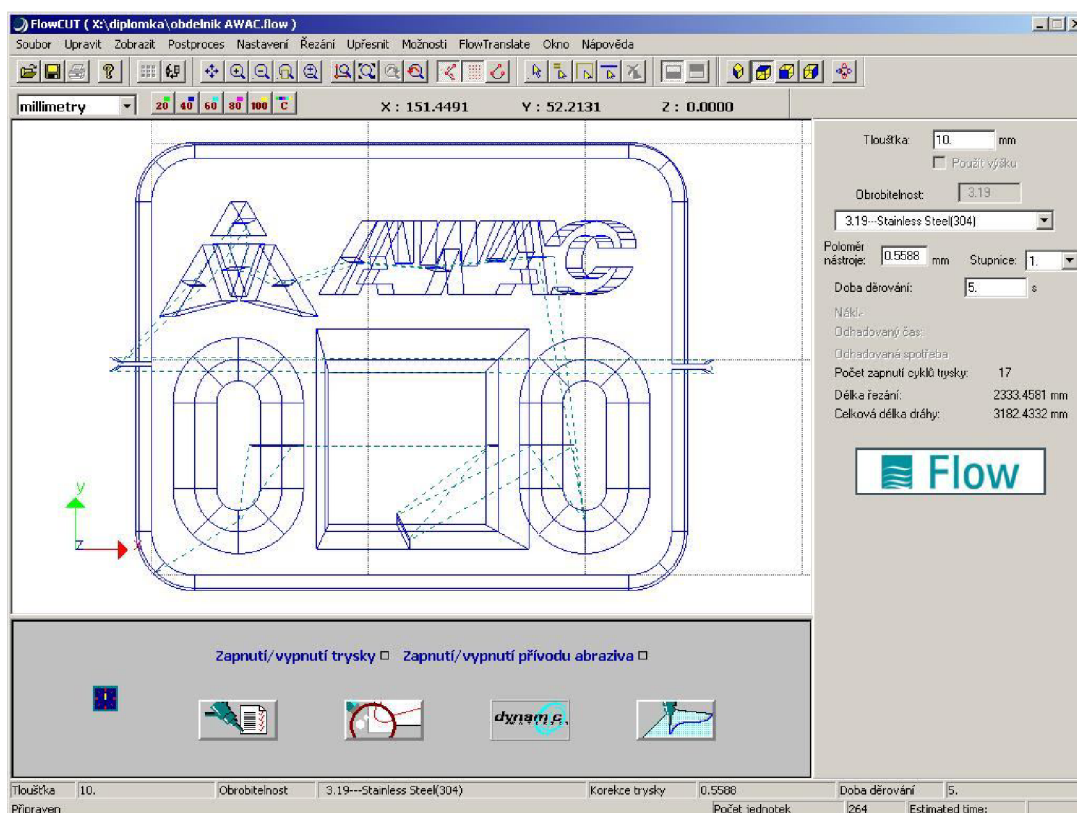 FlowCUT ( X:\diplomka\obdelnik AWAC.flow )
Soubor Upravit Zobrazit Postproces Nastavení Řezání Upřesnit Možnosti FlowTranslate Okno Nápověda
millimetry 20 40 60 80 100 C X : 151.4491 Y : 52.2131 Z : 0.0000
Tloušťka: 10. mm
Použít výšku
Obrobitelnost: 3.19
3.19---Stainless Steel(304)
Poloměr
nástroje: 0.5588 mm Stupnice: 1.
Doba děrování: 5. s
Nákl.
Odhadovaný čas:
Odhadovaná spotřeba
Počet zapnutí cyklů trysky: 17
Délka řezání: 2333.4581 mm
Celková délka dráhy: 3182.4332 mm
Flow
AWAC
y
z x
Zapnutí/vypnutí trysky Zapnutí/vypnutí přívodu abraziva
dynamic
Tloušťka 10. Obrobitelnost 3.19---Stainless Steel(304) Korekce trysky 0.5588 Doba děrování 5.
Připraven Počet jednotek 264 Estimated time: